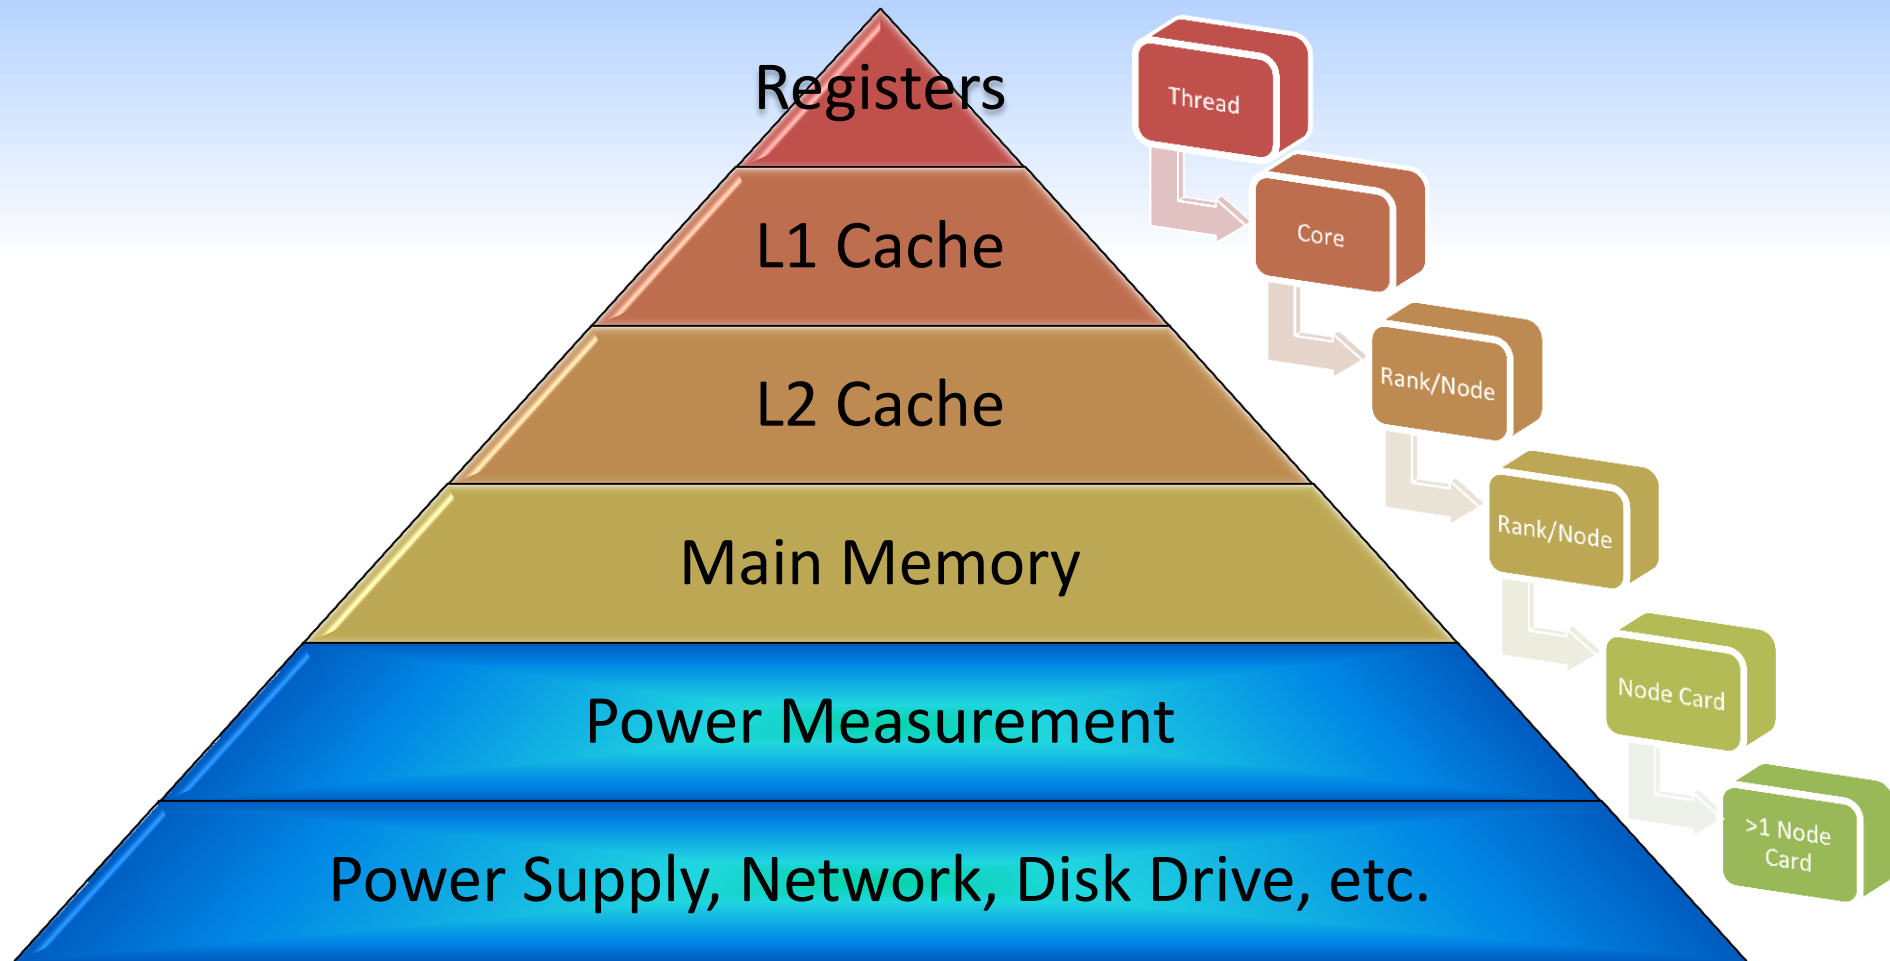 Registers
L1 Cache
L2 Cache
Main Memory
Power Measurement
Power Supply, Network, Disk Drive, etc.
Thread
Core
Rank/Node
Rank/Node
Node Card
>1 Node
Card